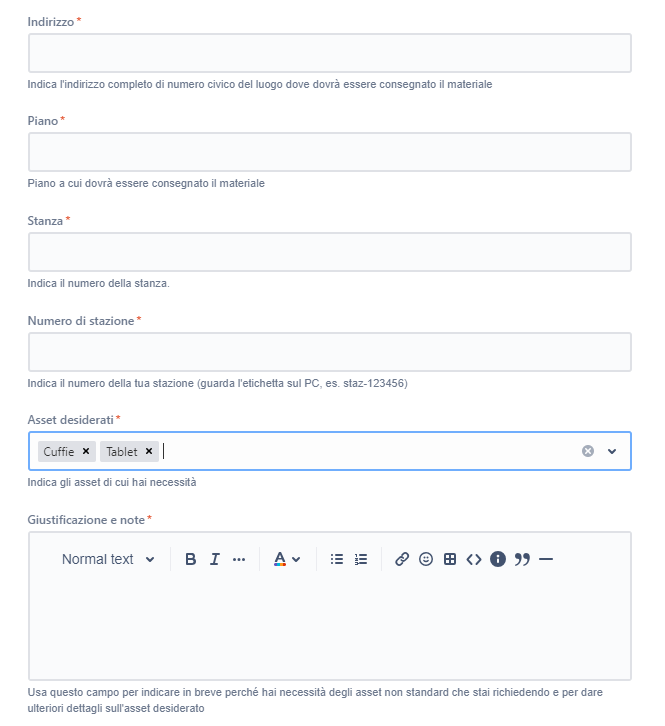 Indirizzo *
Indica l'indirizzo completo di numero civico del luogo dove dovrà essere consegnato il materiale
Piano *
Piano a cui dovrà essere consegnato il materiale
Stanza *
Indica il numero della stanza.
Numero di stazione *
Indica il numero della tua stazione (guarda l'etichetta sul PC, es. staz-123456)
Asset desiderati *
Cuffie × Tablet ×
Indica gli asset di cui hai necessità
Giustificazione e note *
Normal text B I ... A
Usa questo campo per indicare in breve perché hai necessità degli asset non standard che stai richiedendo e per dare
ulteriori dettagli sull'asset desiderato